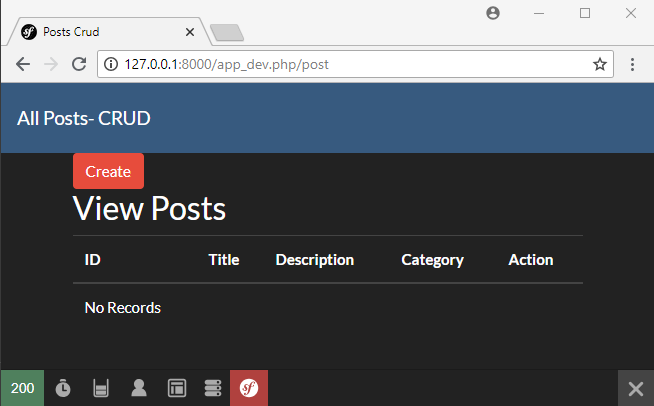 Posts Crud
127.0.0.1:8000/app_dev.php/post
All Posts- CRUD
Create
View Posts
ID Title Description Category Action
No Records
200